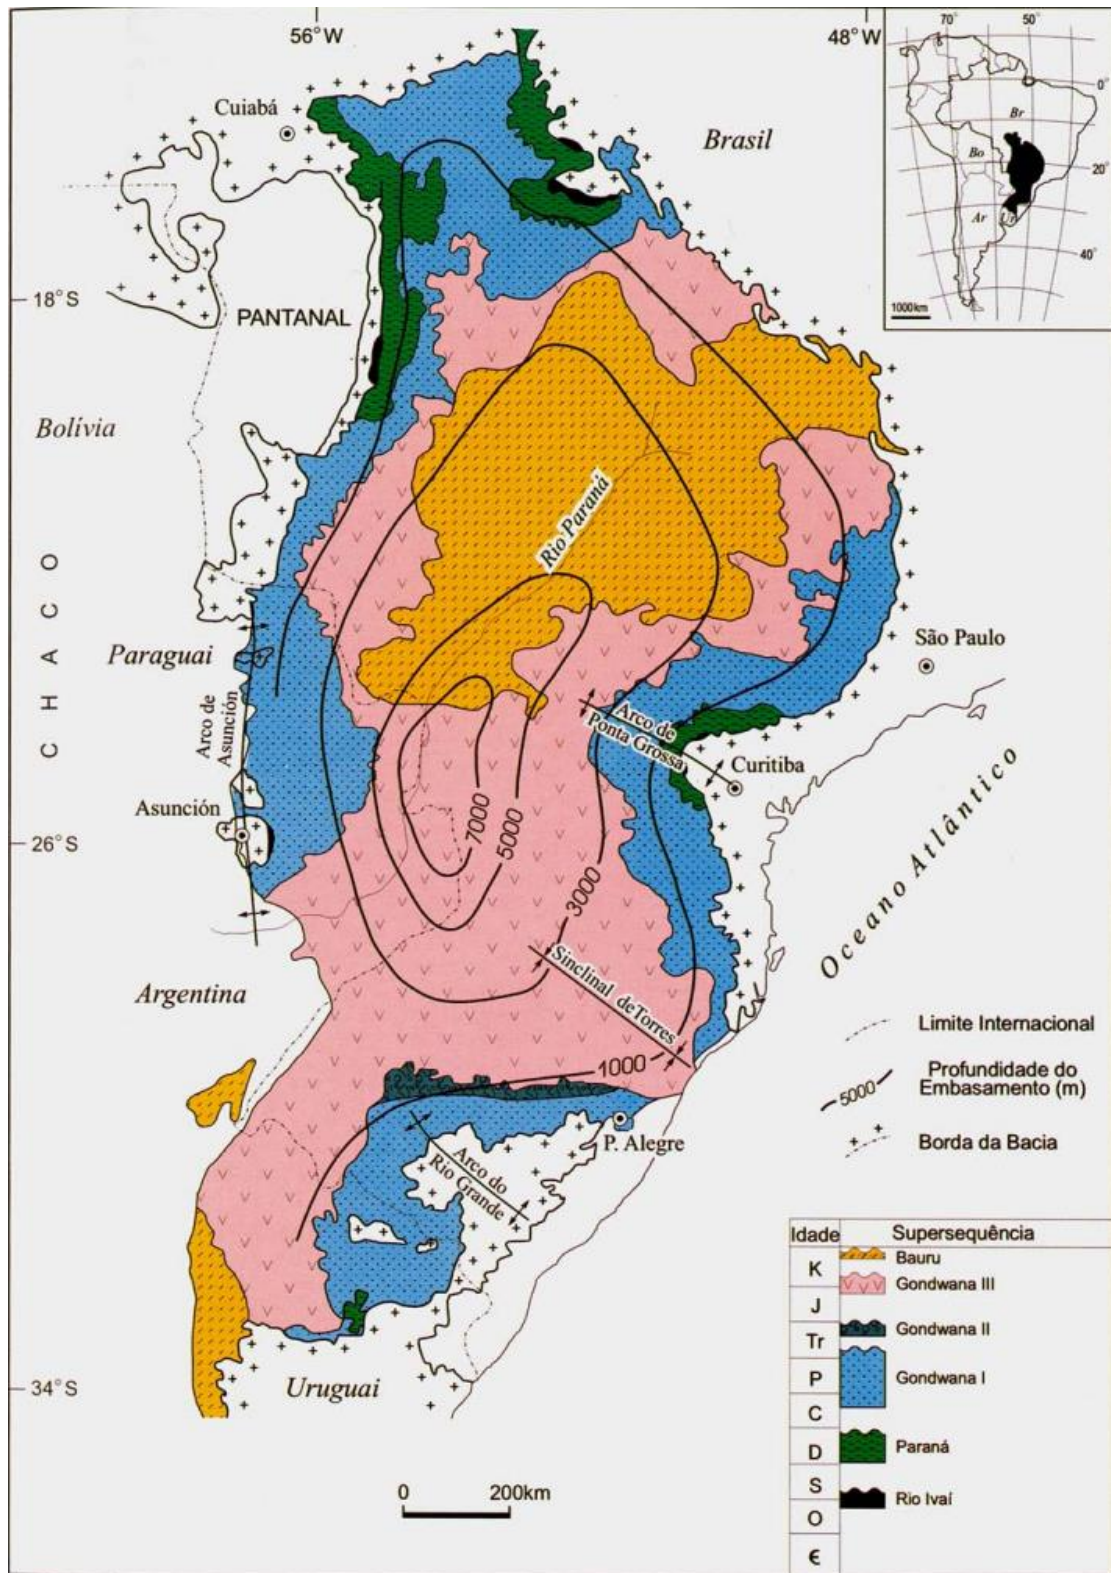 56°W
48°W
70°
50°
0°
20°
40°
Br
Bo
Ar
Ur
1000km
Cuiabá
Brasil
18°S
PANTANAL
Bolívia
Rio Paraná
CHACO
Paraguai
Arco de
Asunción
São Paulo
Arco de
Ponta Grossa
Curitiba
Asunción
26°S
7000
5000
3000
Oceano Atlântico
Sinclinal de Torres
Argentina
1000
P. Alegre
Arco do
Rio Grande
Limite Internacional
5000
Profundidade do
Embasamento (m)
Borda da Bacia
34°S
Uruguai
0 200km
Idade Supersequência
K Bauru
Gondwana III
J
Tr Gondwana II
P Gondwana I
C
D Paraná
S
Rio Ivaí
O
Є